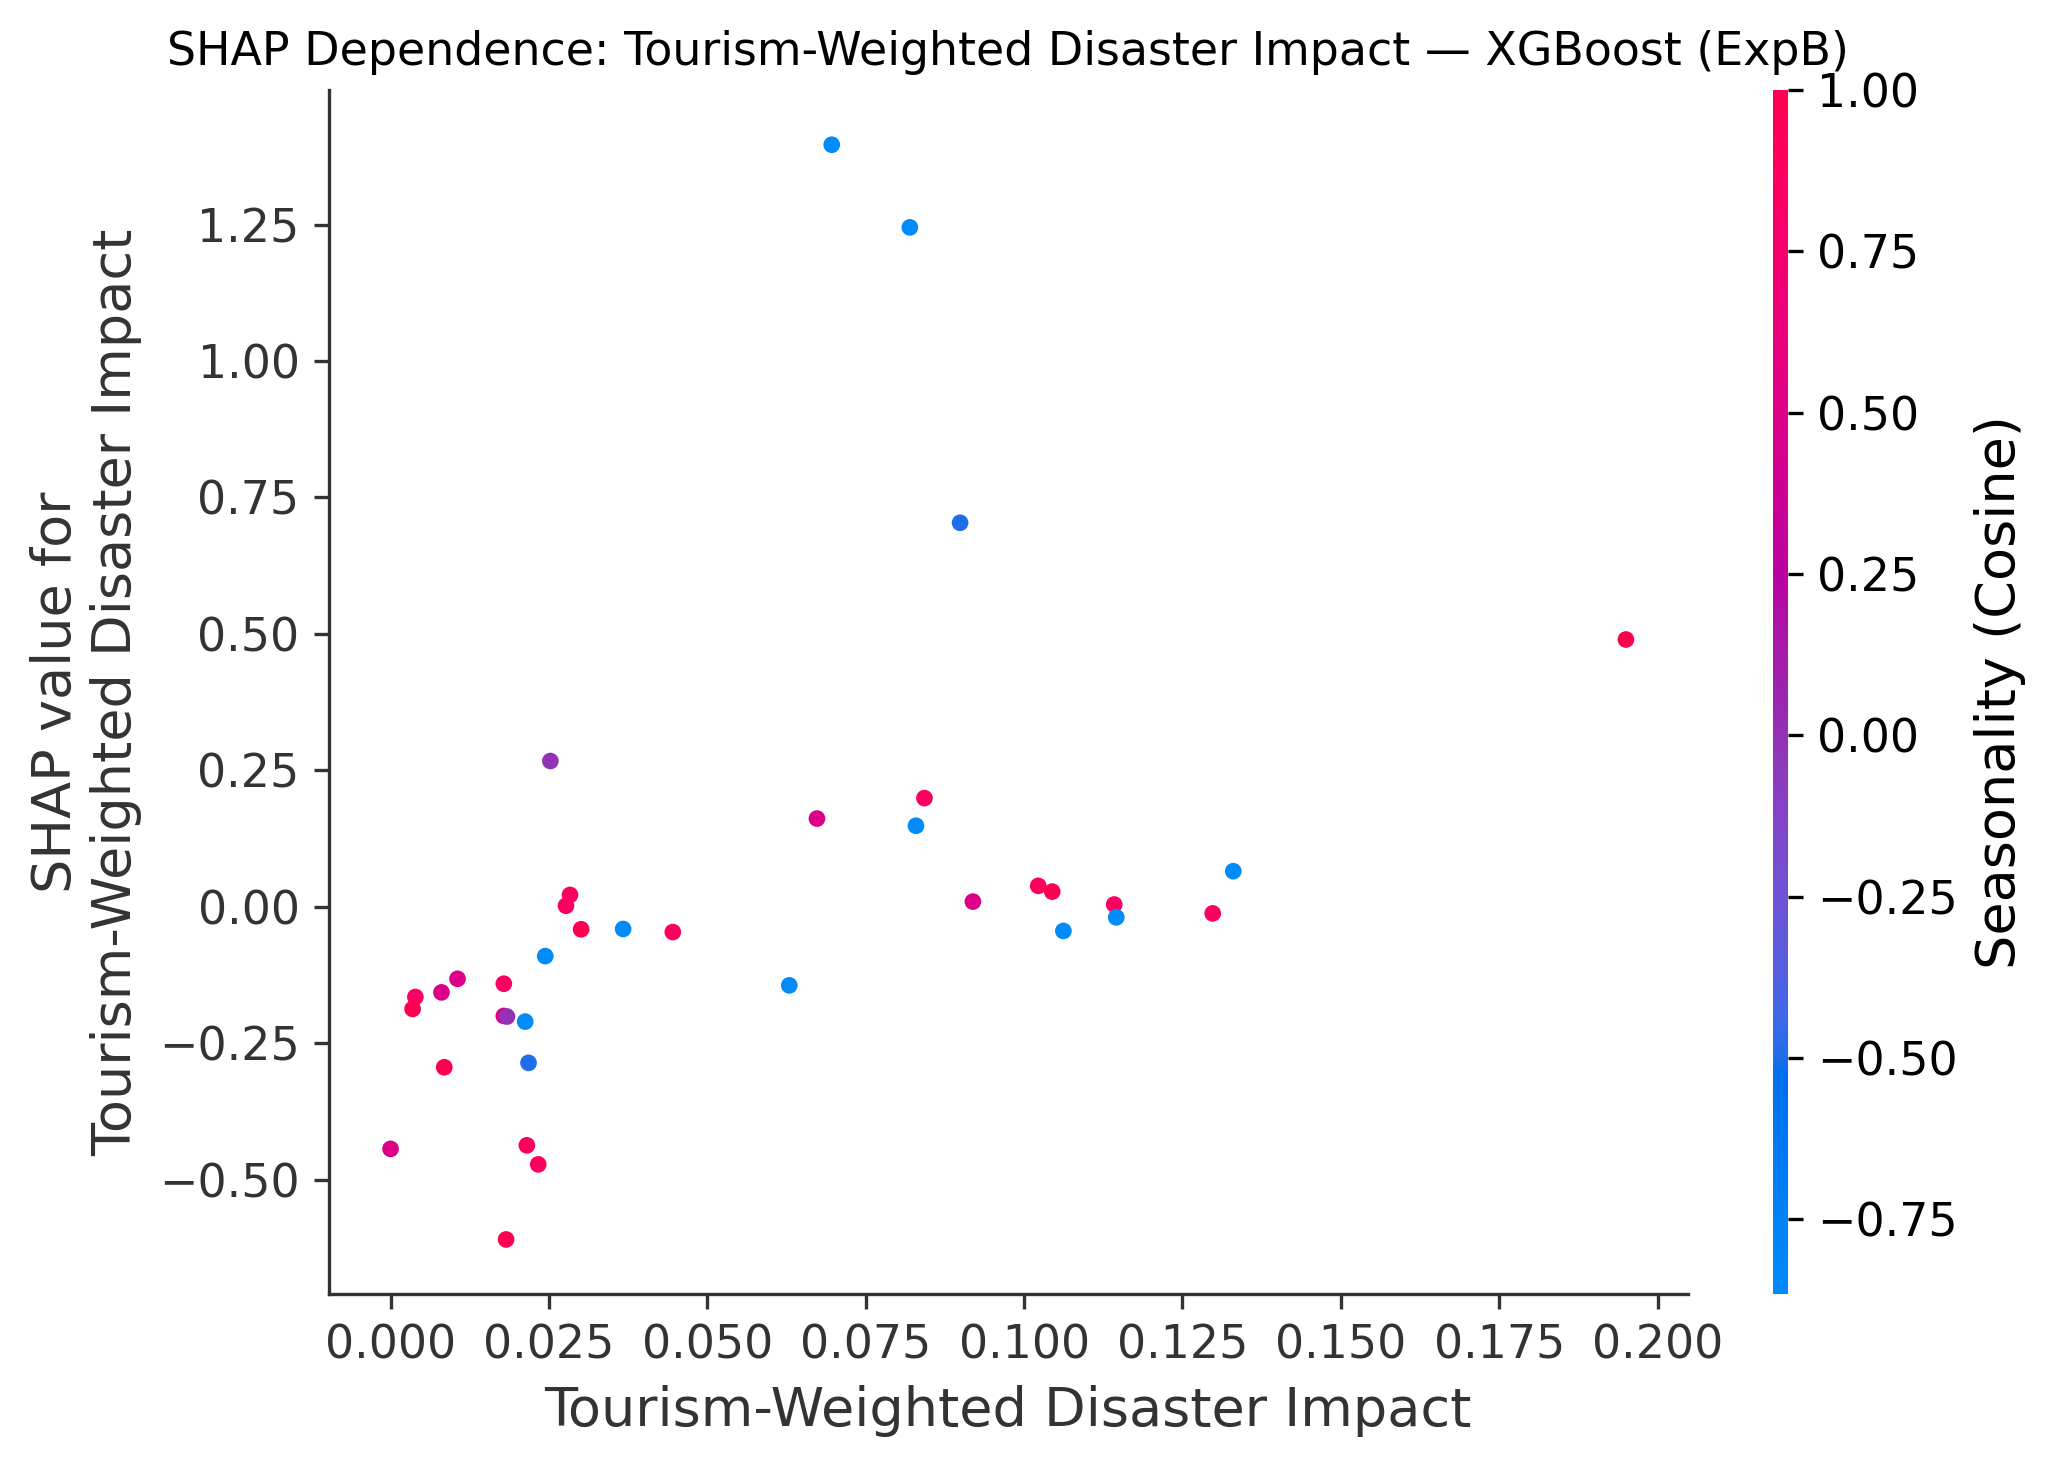 SHAP Dependence: Tourism-Weighted Disaster Impact — XGBoost (ExpB)
SHAP value for
Tourism-Weighted Disaster Impact
1.25
1.00
0.75
0.50
0.25
0.00
−0.25
−0.50
0.000 0.025 0.050 0.075 0.100 0.125 0.150 0.175 0.200
Tourism-Weighted Disaster Impact
1.00
0.75
0.50
0.25
0.00
−0.25
−0.50
−0.75
Seasonality (Cosine)